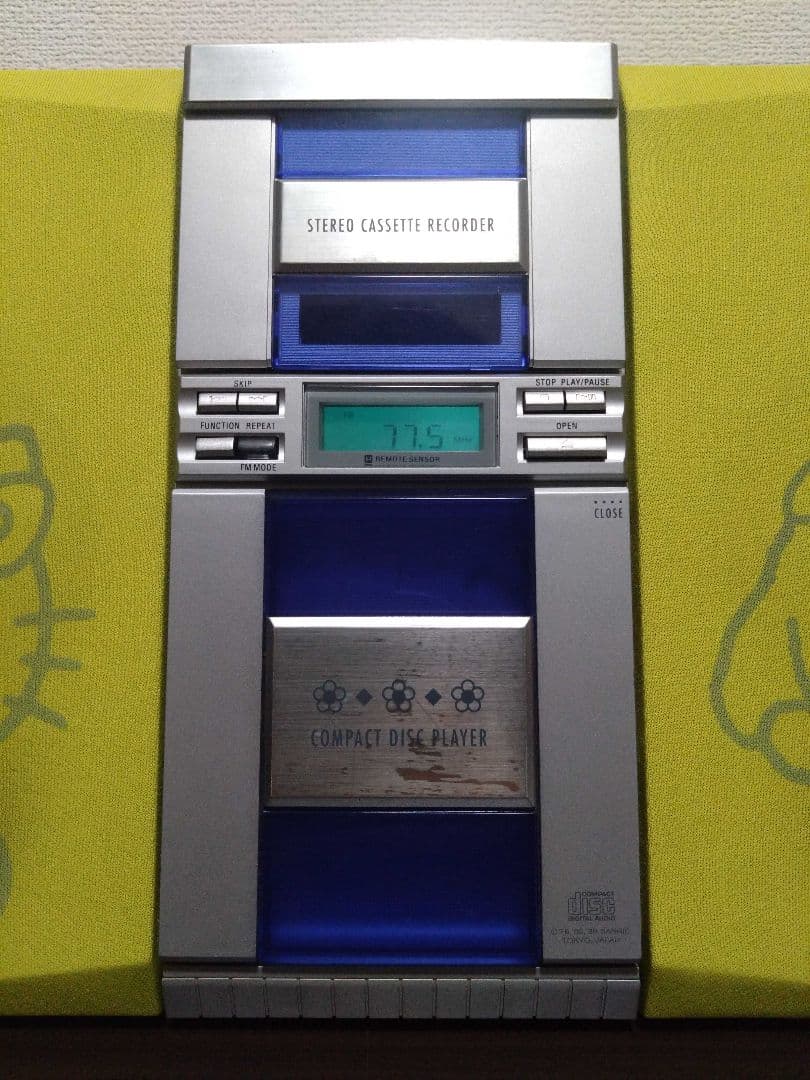 STEREO CASSETTE RECORDER
SKIP
STOP PLAY/PAUSE
FUNCTION REPEAT
OPEN
FM MODE
FM
77.5 MHz
REMOTE SENSOR
CLOSE
COMPACT DISC PLAYER
COMPACT
disc
DIGITAL AUDIO
SANRIO
TOKYO, JAPAN